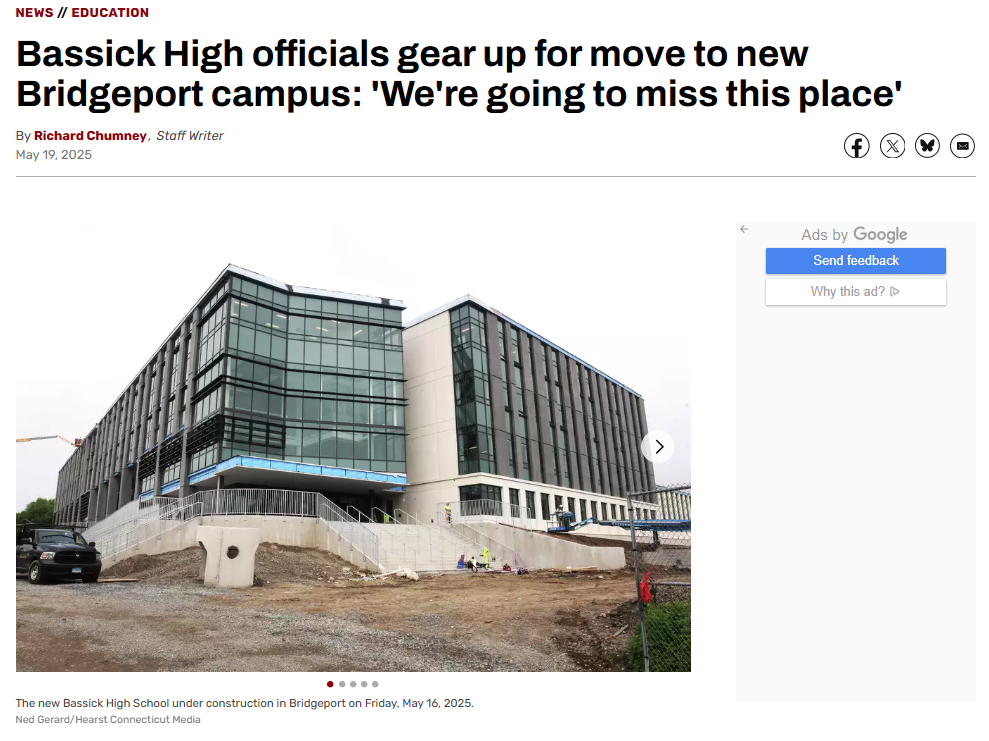 NEWS // EDUCATION
Bassick High officials gear up for move to new
Bridgeport campus: 'We're going to miss this place'
By Richard Chumney, Staff Writer
May 19, 2025
Ads by Google
Send feedback
Why this ad?
The new Bassick High School under construction in Bridgeport on Friday, May 16, 2025.
Ned Gerard/Hearst Connecticut Media